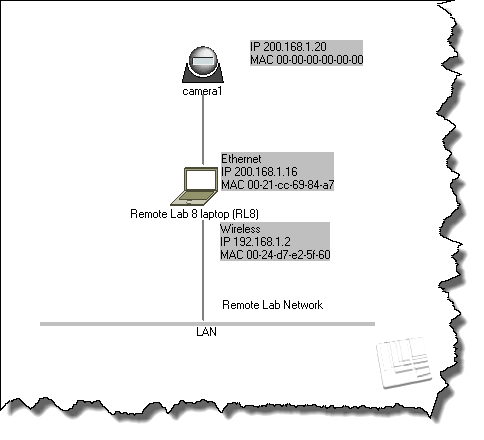 IP 200.168.1.20
MAC 00-00-00-00-00-00
camera1
Ethernet
IP 200.168.1.16
MAC 00-21-cc-69-84-a7
Remote Lab 8 laptop (RL8)
Wireless
IP 192.168.1.2
MAC 00-24-d7-e2-5f-60
Remote Lab Network
LAN